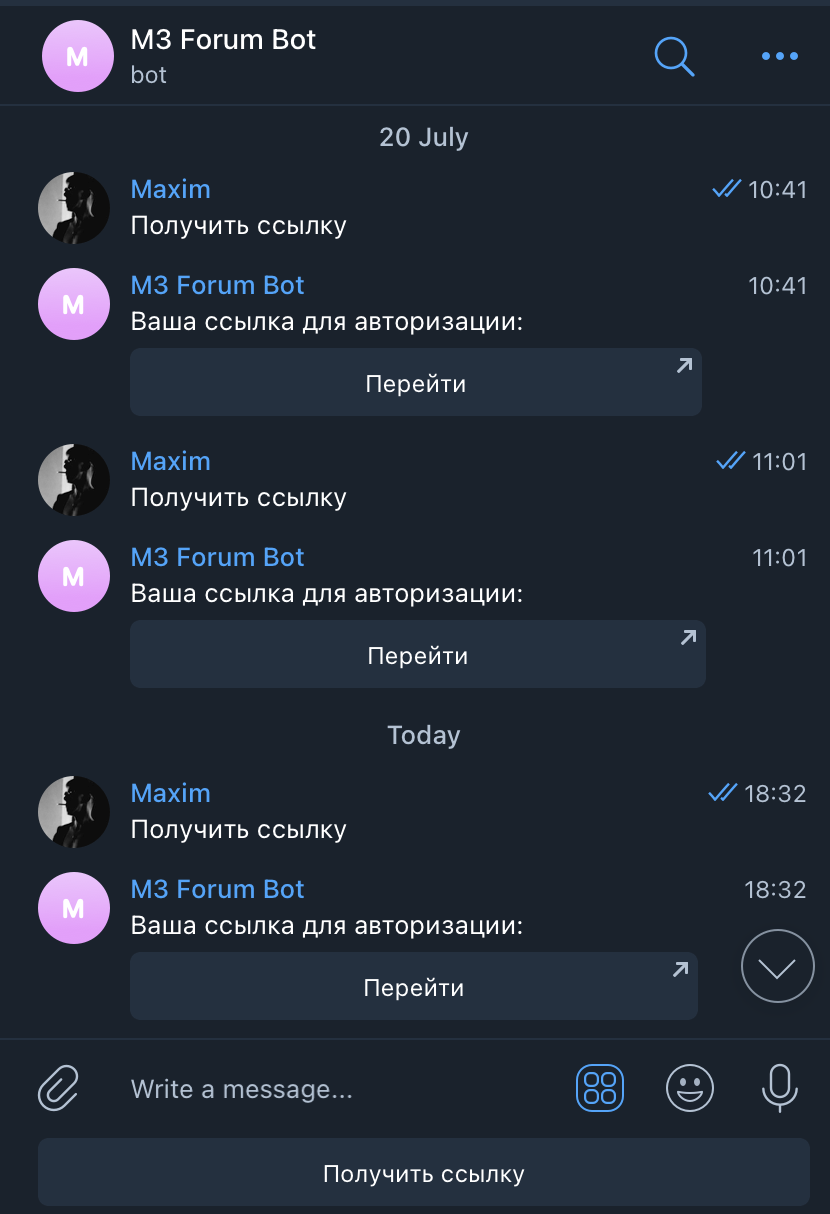 M
M3 Forum Bot
bot
20 July
Maxim 10:41
Получить ссылку
M
M3 Forum Bot 10:41
Ваша ссылка для авторизации:
Перейти
Maxim 11:01
Получить ссылку
M
M3 Forum Bot 11:01
Ваша ссылка для авторизации:
Перейти
Today
Maxim 18:32
Получить ссылку
M
M3 Forum Bot 18:32
Ваша ссылка для авторизации:
Перейти
Write a message...
Получить ссылку